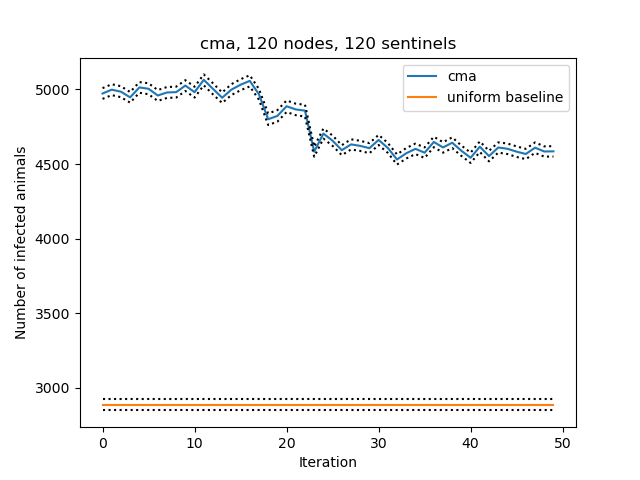 cma, 120 nodes, 120 sentinels
cma
uniform baseline
Number of infected animals
5000
4500
4000
3500
3000
0 10 20 30 40 50
Iteration